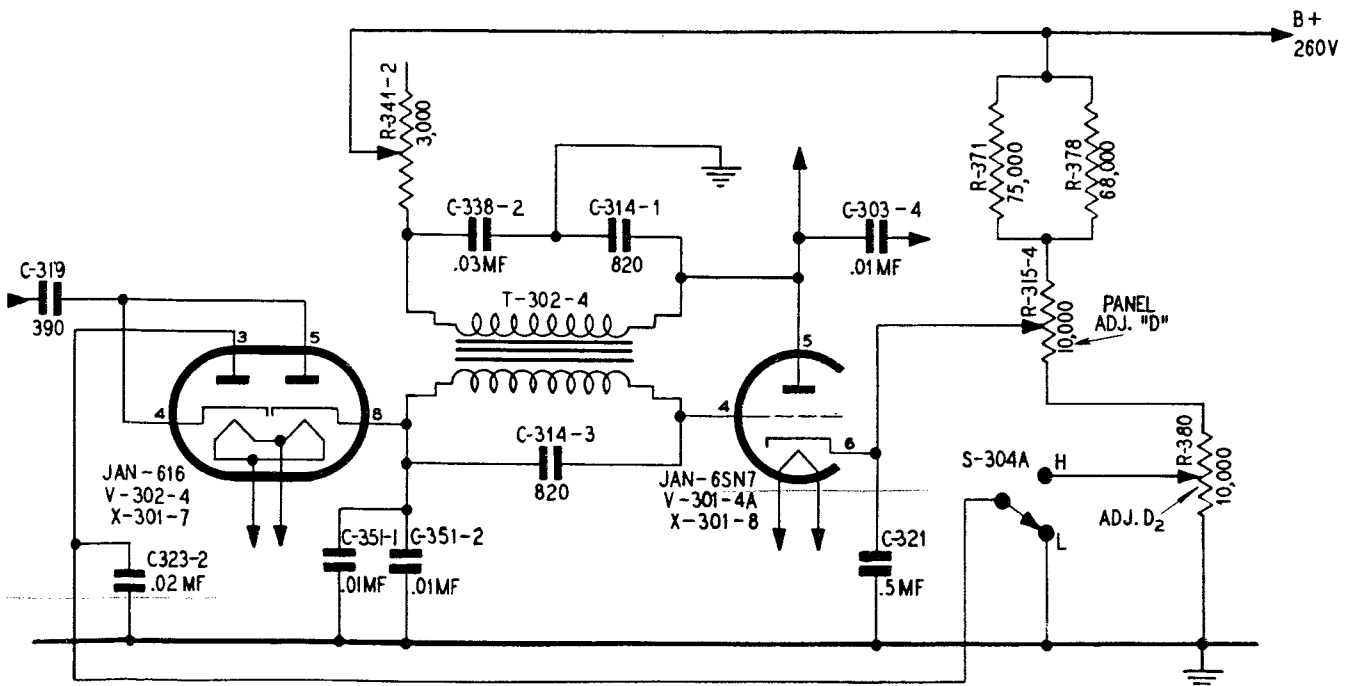 B+
260V
R-341-2
3,000
R-371
75,000
R-378
68,000
C-338-2
.03MF
C-314-1
820
C-303-4
.01MF
C-319
390
T-302-4
R-315-4
10,000
PANEL
ADJ. "D"
3
5
4
8
5
4
6
C-314-3
820
JAN-616
V-302-4
X-301-7
JAN-6SN7
V-301-4A
X-301-8
S-304A
H
L
R-380
10,000
ADJ. D2
C323-2
.02 MF
C-351-1
.01MF
C-351-2
.01MF
C-321
.5MF